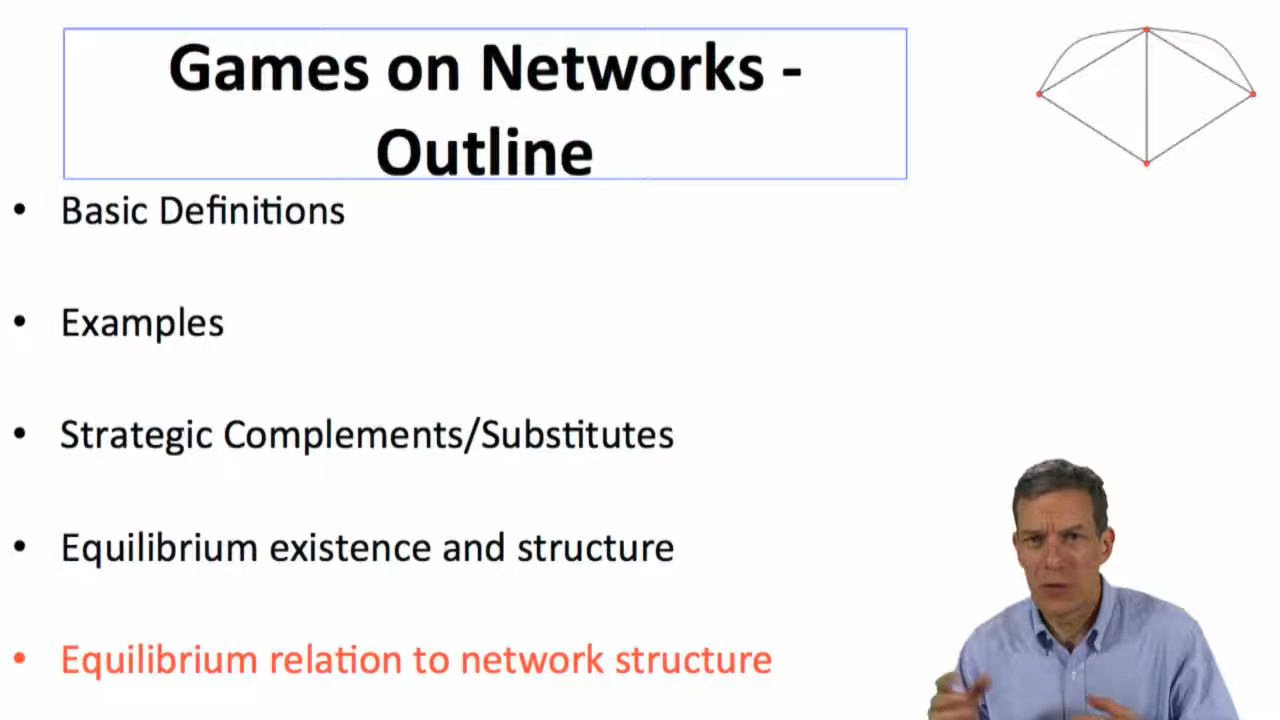 Games on Networks -
Outline
• Basic Definitions
• Examples
• Strategic Complements/Substitutes
• Equilibrium existence and structure
• Equilibrium relation to network structure